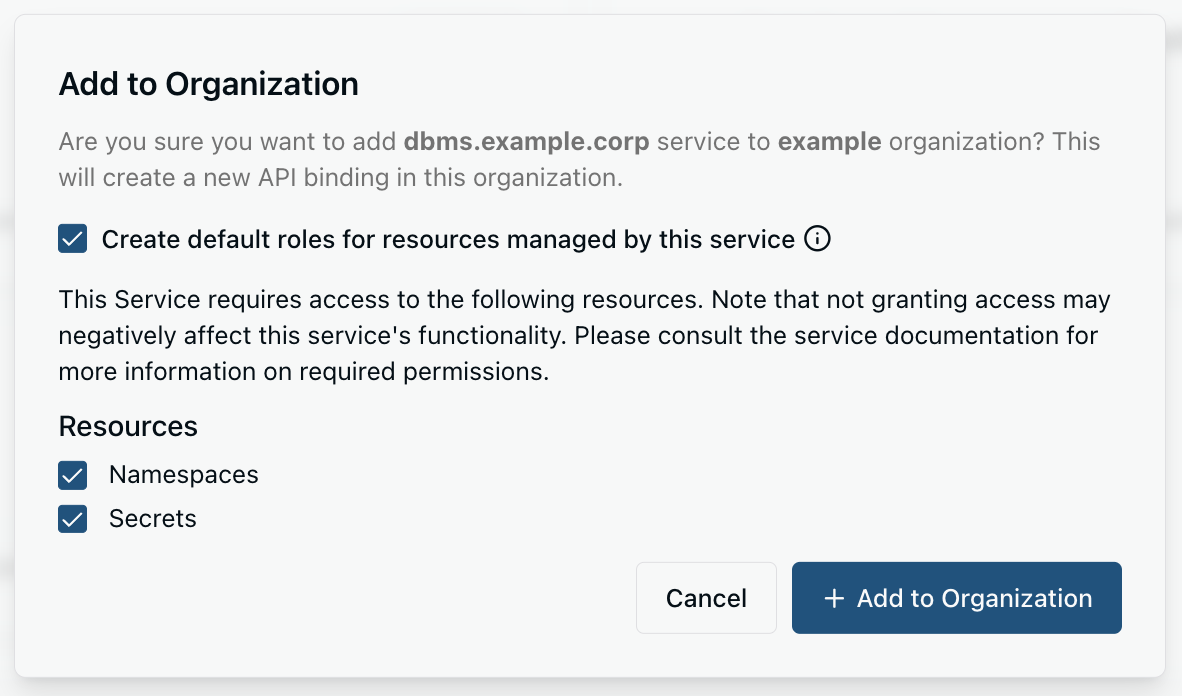 Add to Organization
Are you sure you want to add dbms.example.corp service to example organization? This
will create a new API binding in this organization.
Create default roles for resources managed by this service
This Service requires access to the following resources. Note that not granting access may
negatively affect this service's functionality. Please consult the service documentation for
more information on required permissions.
Resources
Namespaces
Secrets
Cancel
+ Add to Organization